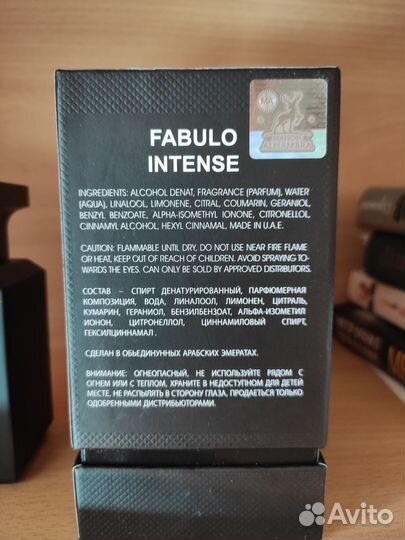 MA
MAISON
ALHAMBRA
FABULO
INTENSE
INGREDIENTS: ALCOHOL DENAT, FRAGRANCE (PARFUM), WATER
(AQUA), LINALOOL, LIMONENE, CITRAL, COUMARIN, GERANIOL,
BENZYL BENZOATE, ALPHA-ISOMETHYL IONONE, CITRONELLOL,
CINNAMYL ALCOHOL, HEXYL CINNAMAL, MADE IN U.A.E.
CAUTION: FLAMMABLE UNTIL DRY. DO NOT USE NEAR FIRE FLAME
OR HEAT, KEEP OUT OF REACH OF CHILDREN. AVOID SPRAYING TO-
WARDS THE EYES. CAN ONLY BE SOLD BY APPROVED DISTRIBUTORS.
СОСТАВ – СПИРТ ДЕНАТУРИРОВАННЫЙ, ПАРФЮМЕРНАЯ
КОМПОЗИЦИЯ, ВОДА, ЛИНАЛООЛ, ЛИМОНЕН, ЦИТРАЛЬ,
КУМАРИН, ГЕРАНИОЛ, БЕНЗИЛБЕНЗОАТ, АЛЬФА-ИЗОМЕТИЛ
ИОНОН, ЦИТРОНЕЛЛОЛ, ЦИННАМИЛОВЫЙ СПИРТ,
ГЕКСИЛЦИННАМАЛ .
СДЕЛАН В ОБЬЕДИНУННЫХ АРАБСКИХ ЭМЕРАТАХ.
ВНИМАНИЕ: ОГНЕОПАСНЫЙ, НЕ ИСПОЛЬЗУЙТЕ РЯДОМ С
ОГНЕМ ИЛИ С ТЕПЛОМ. ХРАНИТЕ В НЕДОСТУПНОМ ДЛЯ ДЕТЕЙ
МЕСТЕ, НЕ РАСПЫЛЯТЬ В СТОРОНУ ГЛАЗА, ПРОДАЕТЬСЯ ТОЛЬКО
ОДОБРЕННЫМИ ДИСТРИБЬЮТОРАМИ.
Avito